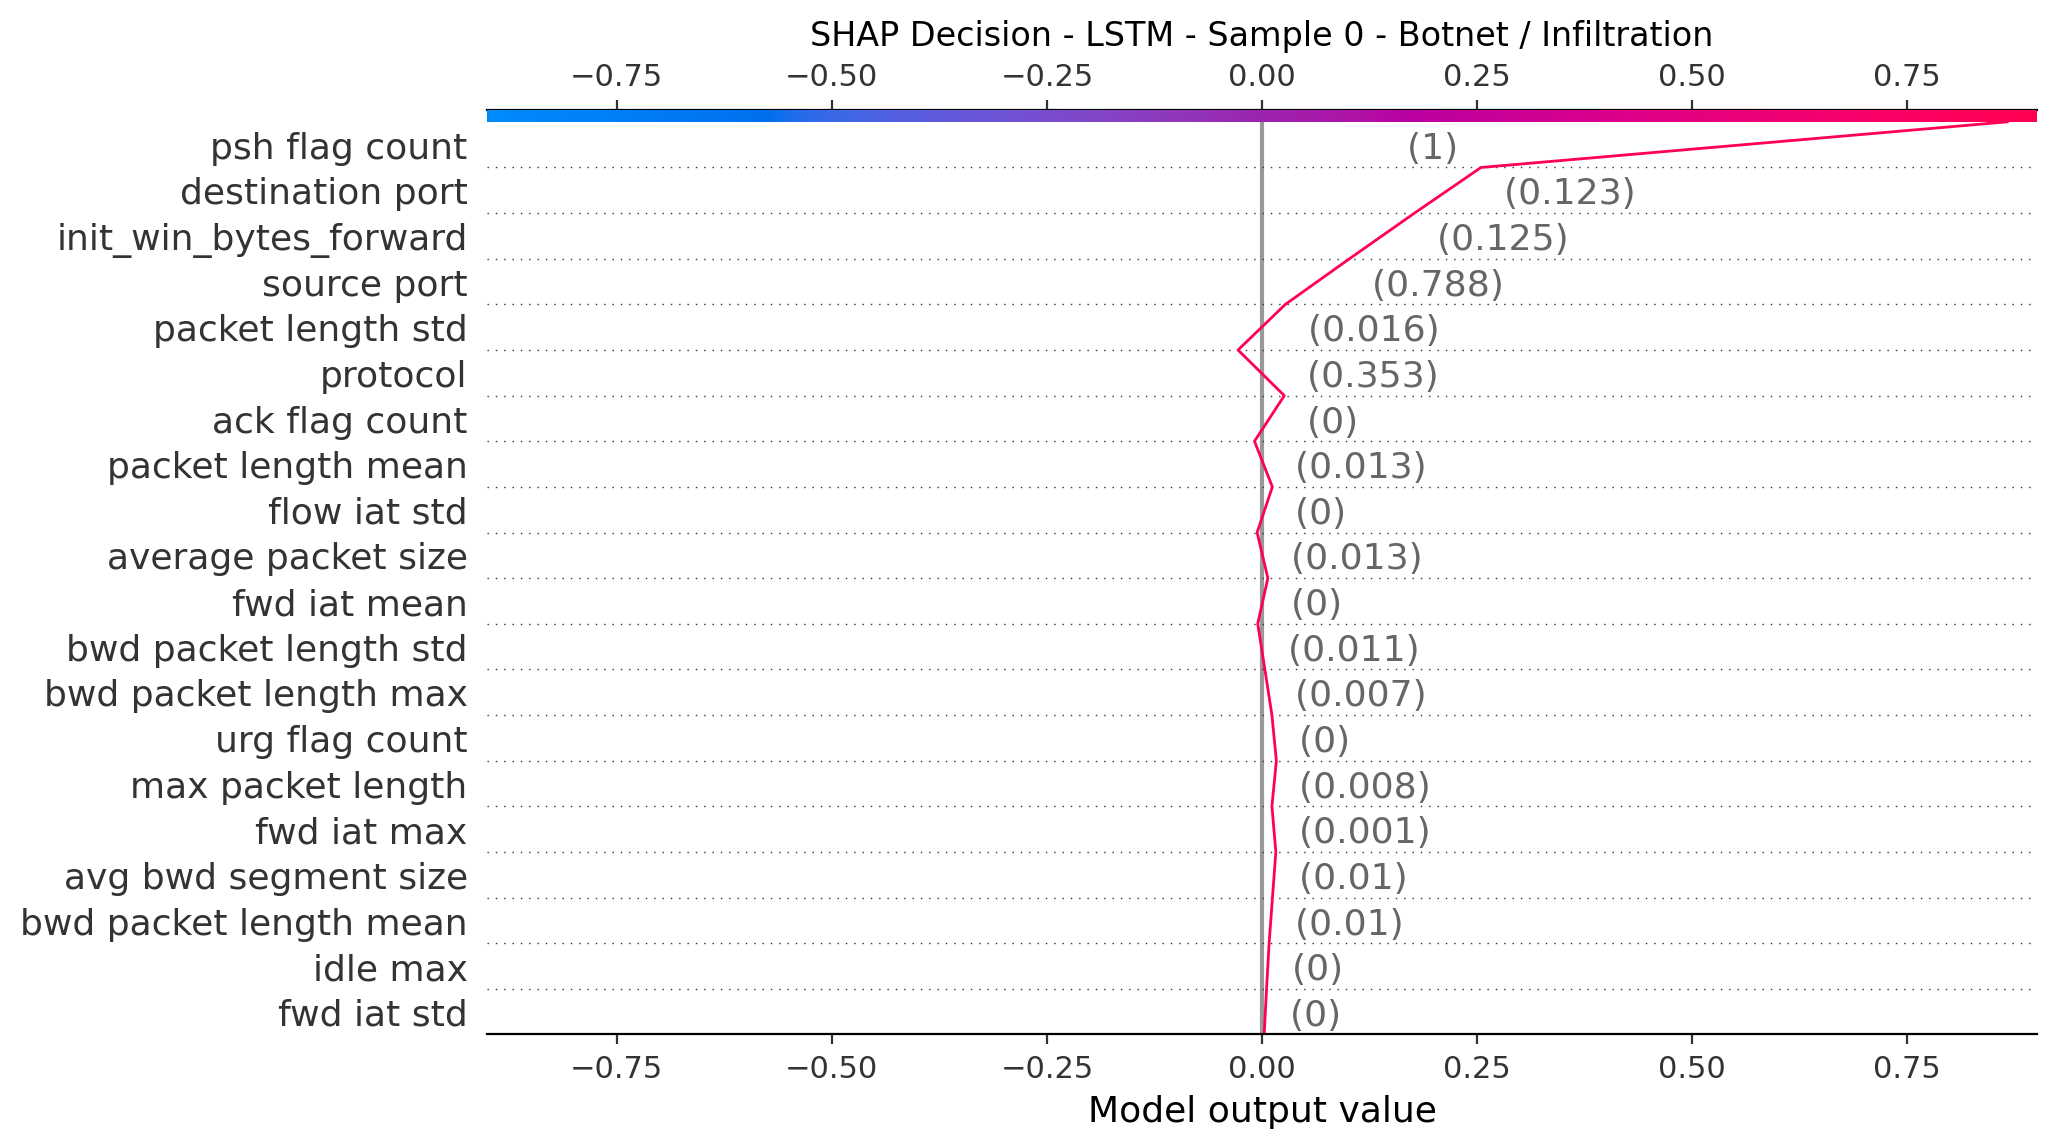 SHAP Decision - LSTM - Sample 0 - Botnet / Infiltration
−0.75 −0.50 −0.25 0.00 0.25 0.50 0.75
psh flag count (1)
destination port (0.123)
init_win_bytes_forward (0.125)
source port (0.788)
packet length std (0.016)
protocol (0.353)
ack flag count (0)
packet length mean (0.013)
flow iat std (0)
average packet size (0.013)
fwd iat mean (0)
bwd packet length std (0.011)
bwd packet length max (0.007)
urg flag count (0)
max packet length (0.008)
fwd iat max (0.001)
avg bwd segment size (0.01)
bwd packet length mean (0.01)
idle max (0)
fwd iat std (0)
−0.75 −0.50 −0.25 0.00 0.25 0.50 0.75
Model output value